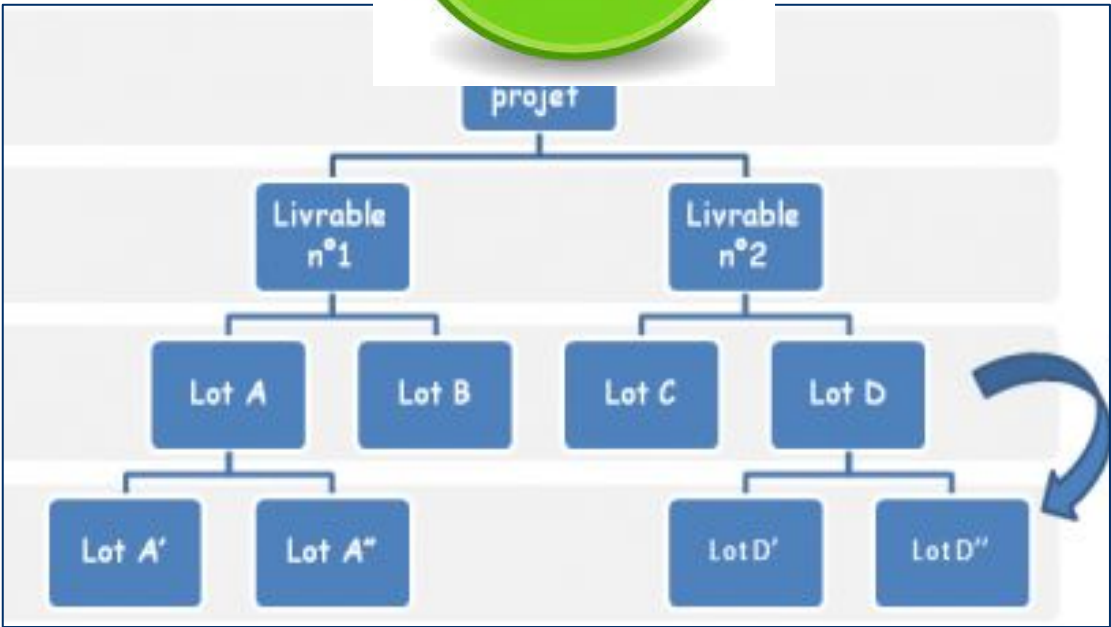 projet
Livrable
n°1
Livrable
n°2
Lot A
Lot B
Lot C
Lot D
Lot A'
Lot A"
Lot D'
Lot D''